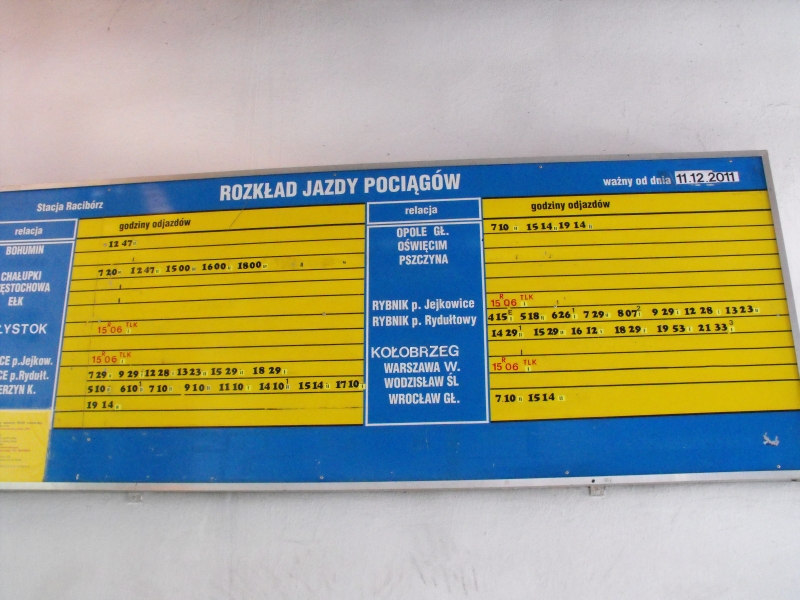 ROZKŁAD JAZDY POCIĄGÓW
ważny od dnia 11.12.2011
Stacja Racibórz
relacja
godziny odjazdów
BOHUMIN
12 47
CHAŁUPKI
7 20 12 47 15 00 16 00 18 00
ĘSTOCHOWA
EŁK
ŁYSTOK
R 15 06 TLK
CE p.Jejkow.
R 15 06 TLK
CE p.Rydułt.
7 29 9 29 12 28 13 23 15 29 18 29
ERZYN K.
5 10 6 10 7 10 9 10 11 10 14 10 15 14 17 10
19 14
relacja
godziny odjazdów
OPOLE GŁ.
7 10 15 14 19 14
OŚWIĘCIM
PSZCZYNA
RYBNIK p. Jejkowice
R 15 06 TLK
RYBNIK p. Rydułtowy
4 15 5 18 6 26 7 29 8 07 9 29 12 28 13 23
14 29 15 29 16 12 18 29 19 53 21 33
KOŁOBRZEG
WARSZAWA W.
R 15 06 TLK
WODZISŁAW ŚL
WROCŁAW GŁ.
7 10 15 14